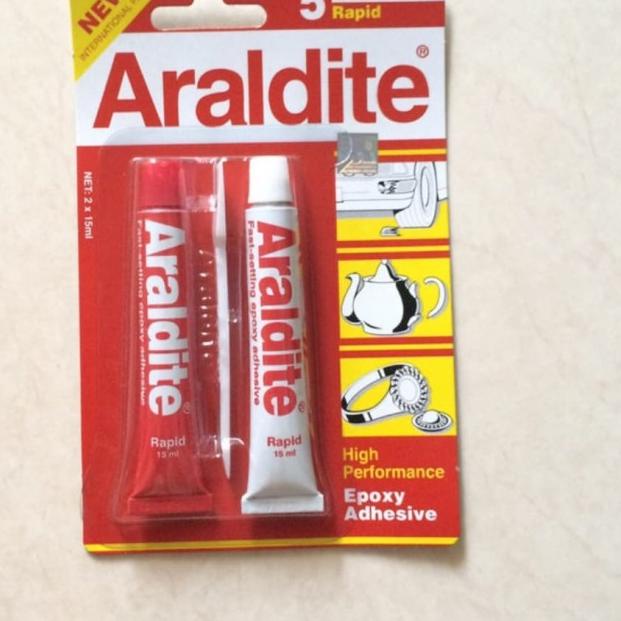 NEW
INTERNATIONAL
5
Rapid
Araldite®
NET: 2 x 15ml
Araldite®
Fast-setting epoxy adhesive
Rapid
15 ml
Araldite®
Fast-setting epoxy adhesive
Rapid
15 ml
High
Performance
Epoxy
Adhesive